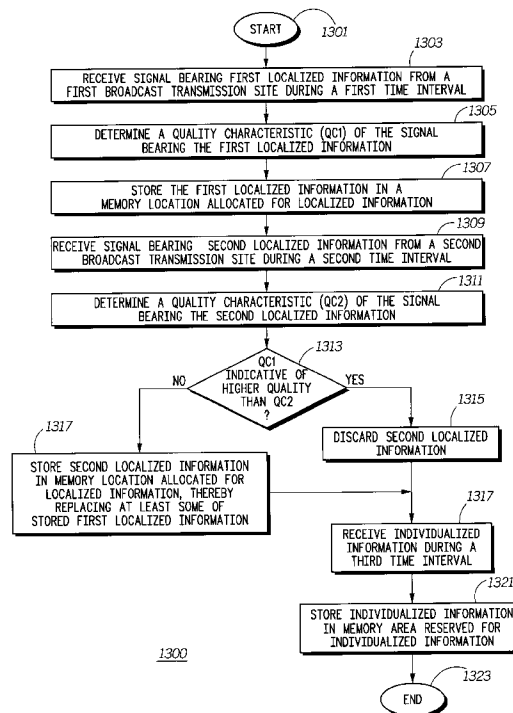 START
1301
1303
RECEIVE SIGNAL BEARING FIRST LOCALIZED INFORMATION FROM A
FIRST BROADCAST TRANSMISSION SITE DURING A FIRST TIME INTERVAL
1305
DETERMINE A QUALITY CHARACTERISTIC (QC1) OF THE SIGNAL
BEARING THE FIRST LOCALIZED INFORMATION
1307
STORE THE FIRST LOCALIZED INFORMATION IN A
MEMORY LOCATION ALLOCATED FOR LOCALIZED INFORMATION
1309
RECEIVE SIGNAL BEARING SECOND LOCALIZED INFORMATION FROM A SECOND
BROADCAST TRANSMISSION SITE DURING A SECOND TIME INTERVAL
1311
DETERMINE A QUALITY CHARACTERISTIC (QC2) OF THE SIGNAL
BEARING THE SECOND LOCALIZED INFORMATION
1313
QC1
INDICATIVE OF
HIGHER QUALITY
THAN QC2
?
NO
YES
1317
STORE SECOND LOCALIZED INFORMATION
IN MEMORY LOCATION ALLOCATED FOR
LOCALIZED INFORMATION, THEREBY
REPLACING AT LEAST SOME OF
STORED FIRST LOCALIZED INFORMATION
1315
DISCARD SECOND LOCALIZED
INFORMATION
1317
RECEIVE INDIVIDUALIZED
INFORMATION DURING A
THIRD TIME INTERVAL
1321
STORE INDIVIDUALIZED INFORMATION
IN MEMORY AREA RESERVED FOR
INDIVIDUALIZED INFORMATION
1300
1323
END